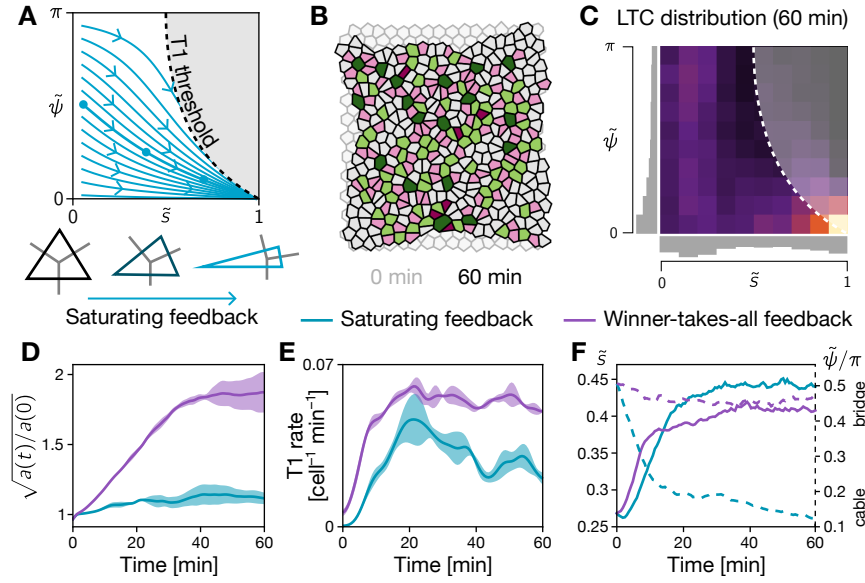 A
π
ψ̃
0
0
s̃
1
T1 threshold
Saturating feedback
B
0 min
60 min
C
LTC distribution (60 min)
π
ψ̃
0
0
s̃
1
Saturating feedback
Winner-takes-all feedback
D
√a(t)/a(0)
2
1.5
1
0
20
40
60
Time [min]
E
T1 rate
[cell⁻¹ min⁻¹]
0.07
0
0
20
40
60
Time [min]
F
s̃
ψ̃/π
0.45
0.4
0.35
0.3
0.25
0.5
0.4
0.3
0.2
0.1
bridge
cable
0
20
40
60
Time [min]